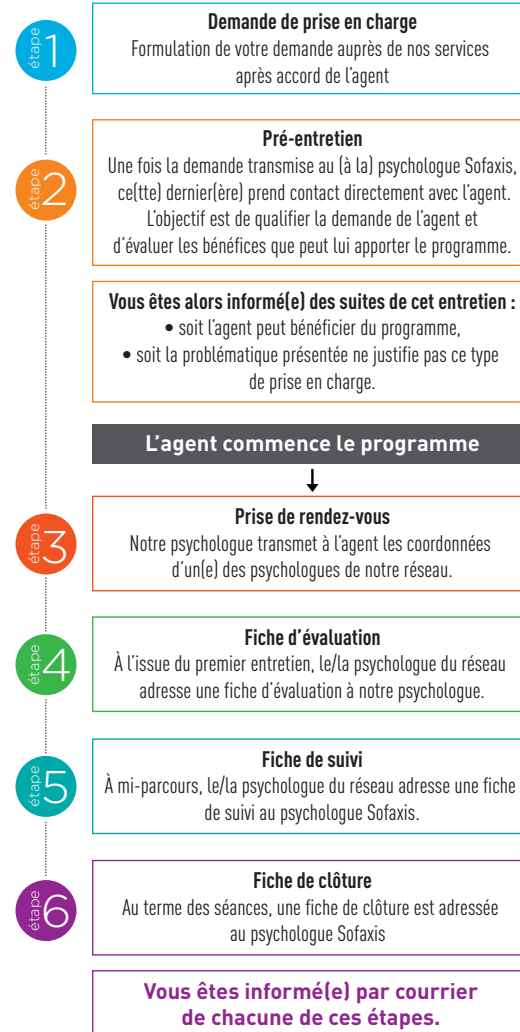 étape 1
Demande de prise en charge
Formulation de votre demande auprès de nos services
après accord de l'agent
étape 2
Pré-entretien
Une fois la demande transmise au (à la) psychologue Sofaxis,
ce(tte) dernier(ère) prend contact directement avec l'agent.
L'objectif est de qualifier la demande de l'agent et
d'évaluer les bénéfices que peut lui apporter le programme.
Vous êtes alors informé(e) des suites de cet entretien :
• soit l'agent peut bénéficier du programme,
• soit la problématique présentée ne justifie pas ce type
de prise en charge.
L'agent commence le programme
étape 3
Prise de rendez-vous
Notre psychologue transmet à l'agent les coordonnées
d'un(e) des psychologues de notre réseau.
étape 4
Fiche d'évaluation
À l'issue du premier entretien, le/la psychologue du réseau
adresse une fiche d'évaluation à notre psychologue.
étape 5
Fiche de suivi
À mi-parcours, le/la psychologue du réseau adresse une fiche
de suivi au psychologue Sofaxis.
étape 6
Fiche de clôture
Au terme des séances, une fiche de clôture est adressée
au psychologue Sofaxis
Vous êtes informé(e) par courrier
de chacune de ces étapes.